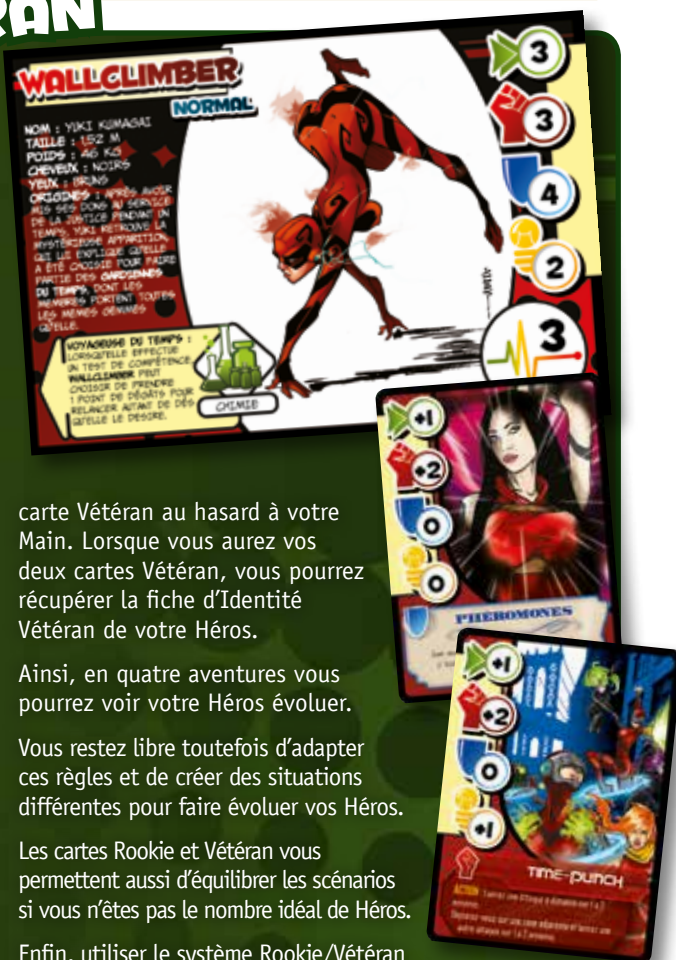 RAN
WALLCLIMBER
NORMAL
NOM : YUKI KUMAGAI
TAILLE : 1.52 M
POIDS : 46 KG
CHEVEUX : NOIRS
YEUX : BRUNS
ORIGINES : APRÈS AVOIR
MIS SES DONS AU SERVICE
DE LA JUSTICE PENDANT UN
TEMPS, YUKI RETROUVE LA
MYSTÉRIEUSE APPARITION
QUI LUI EXPLIQUE QU'ELLE
A ÉTÉ CHOISIE POUR FAIRE
PARTIE DES GARDIENNES
DU TEMPS, DONT LES
MEMBRES PORTENT TOUTES
LES MÊMES GEMMES
QU'ELLE.
VOYAGEUSE DU TEMPS :
LORSQU'ELLE EFFECTUE
UN TEST DE COMPÉTENCE,
WALLCLIMBER PEUT
CHOISIR DE PRENDRE
1 POINT DE DÉGÂTS POUR
RELANCER AUTANT DE DÉS
QU'ELLE LE DÉSIRE.
CHIMIE
3
3
4
2
3
+1
+2
0
0
PHEROMONES
+1
+2
0
+1
TIME-PUNCH
ACTION
carte Vétéran au hasard à votre
Main. Lorsque vous aurez vos
deux cartes Vétéran, vous pourrez
récupérer la fiche d'Identité
Vétéran de votre Héros.
Ainsi, en quatre aventures vous
pourrez voir votre Héros évoluer.
Vous restez libre toutefois d'adapter
ces règles et de créer des situations
différentes pour faire évoluer vos Héros.
Les cartes Rookie et Vétéran vous
permettent aussi d'équilibrer les scénarios
si vous n'êtes pas le nombre idéal de Héros.
Enfin, utiliser le système Rookie/Vétéran